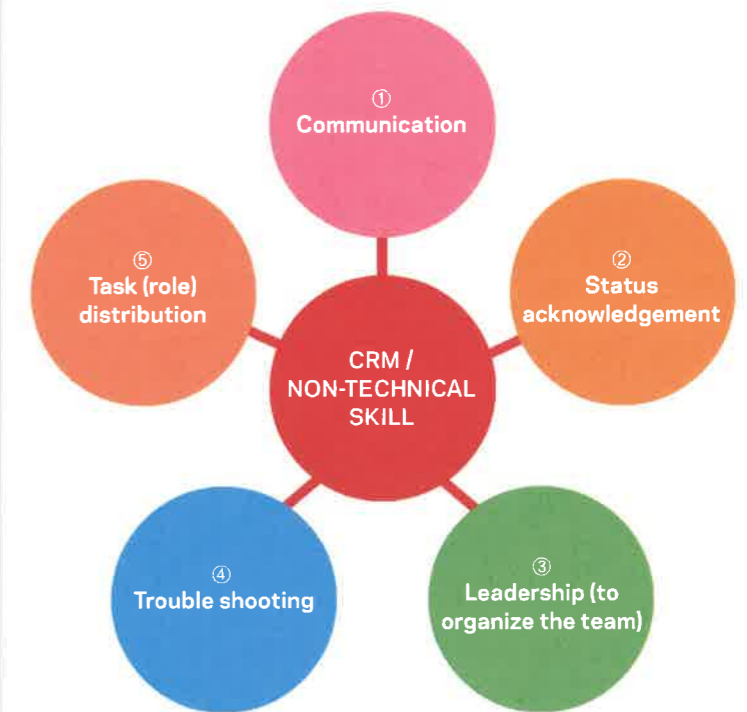 ①
Communication
②
Status
acknowledgement
③
Leadership (to
organize the team)
④
Trouble shooting
⑤
Task (role)
distribution
CRM /
NON-TECHNICAL
SKILL